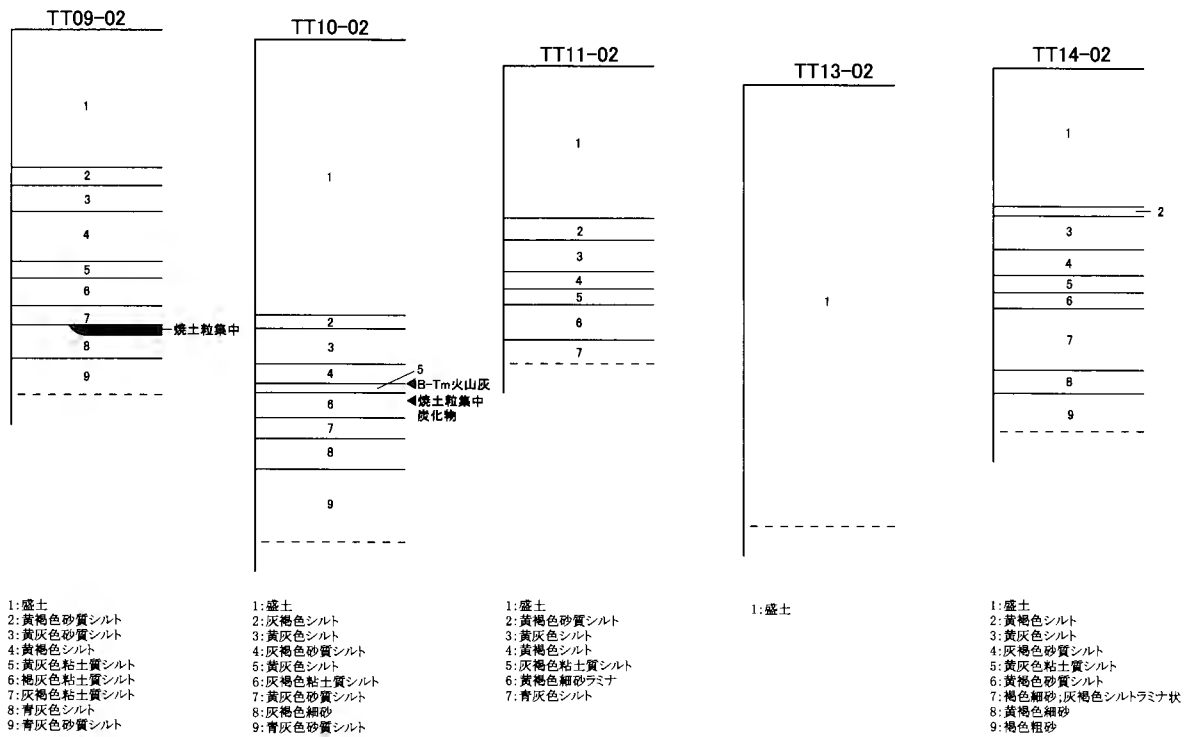 TT09-02
1
2
3
4
5
6
7
焼土粒集中
8
9
1:盛土
2:黄褐色砂質シルト
3:黄灰色砂質シルト
4:黄褐色シルト
5:黄灰色粘土質シルト
6:褐灰色粘土質シルト
7:灰褐色粘土質シルト
8:青灰色シルト
9:青灰色砂質シルト
TT10-02
1
2
3
4
5
◀B-Tm火山灰
6
◀焼土粒集中
炭化物
7
8
9
1:盛土
2:灰褐色シルト
3:黄灰色シルト
4:灰褐色砂質シルト
5:黄灰色シルト
6:灰褐色粘土質シルト
7:黄灰色砂質シルト
8:灰褐色細砂
9:青灰色砂質シルト
TT11-02
1
2
3
4
5
6
7
1:盛土
2:黄褐色砂質シルト
3:黄灰色シルト
4:黄褐色シルト
5:灰褐色粘土質シルト
6:黄褐色細砂ラミナ
7:青灰色シルト
TT13-02
1
1:盛土
TT14-02
1
2
3
4
5
6
7
8
9
1:盛土
2:黄褐色シルト
3:黄灰色シルト
4:灰褐色砂質シルト
5:黄灰色粘土質シルト
6:黄褐色砂質シルト
7:褐色細砂;灰褐色シルトラミナ状
8:黄褐色細砂
9:褐色粗砂